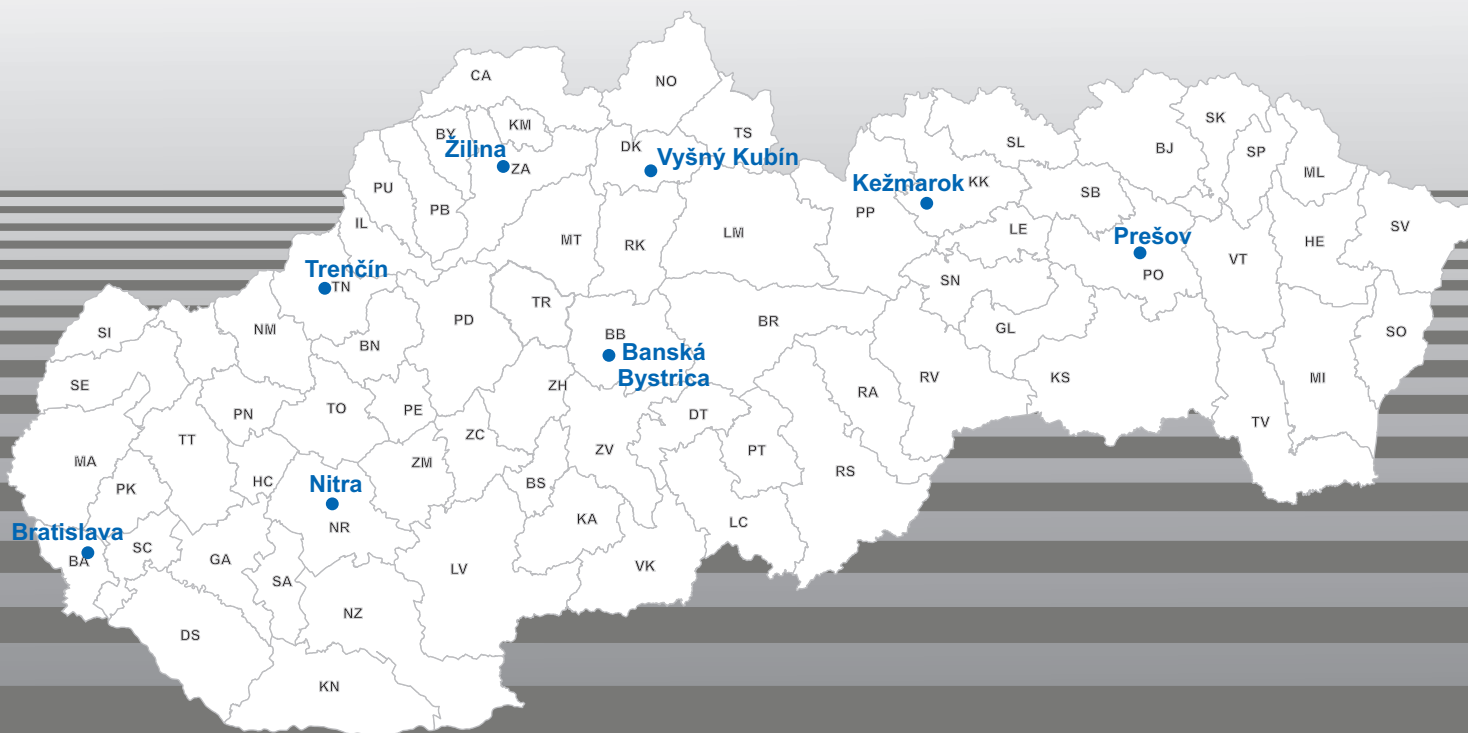 CA
NO
KM
BY
TS
DK
Žilina
ZA
Vyšný Kubín
SK
SL
BJ
SP
ML
PU
Kežmarok
KK
SB
PB
PP
LE
IL
MT
RK
LM
Prešov
HE
SV
VT
Trenčín
TN
SN
PO
TR
PD
BR
GL
SI
NM
BN
BB
SO
Banská
Bystrica
SE
ZH
RV
KS
MI
RA
PN
TO
PE
DT
TT
ZC
TV
ZV
PT
MA
ZM
RS
HC
BS
PK
Nitra
KA
LC
NR
Bratislava
SC
BA
GA
LV
VK
SA
NZ
DS
KN